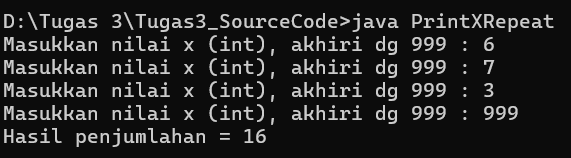 D:\Tugas 3\Tugas3_SourceCode>java PrintXRepeat
Masukkan nilai x (int), akhiri dg 999 : 6
Masukkan nilai x (int), akhiri dg 999 : 7
Masukkan nilai x (int), akhiri dg 999 : 3
Masukkan nilai x (int), akhiri dg 999 : 999
Hasil penjumlahan = 16